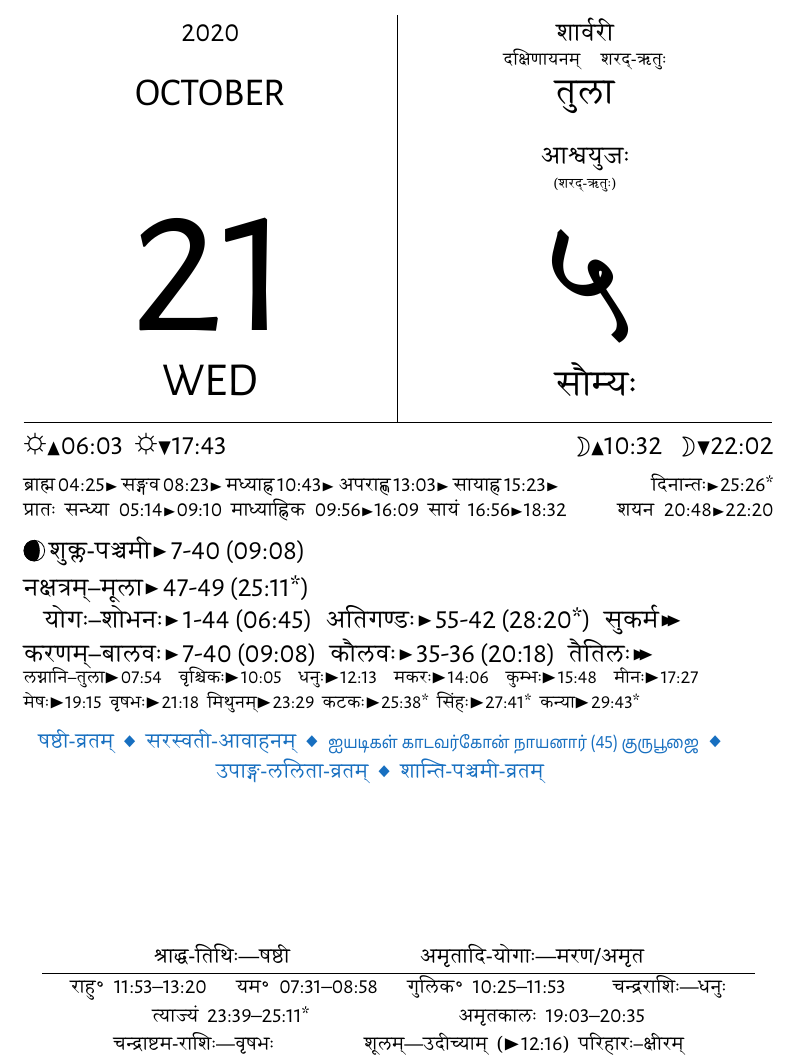 2020
OCTOBER
21
WED
शार्वरी
दक्षिणायनम् शरद्-ऋतुः
तुला
आश्वयुजः
(शरद्-ऋतुः)
५
सौम्यः
☼▲06:03 ☼▼17:43 ☽▲10:32 ☽▼22:02
ब्राह्म 04:25► सङ्गव 08:23► मध्याह्न 10:43► अपराह्ण 13:03► सायाह्न 15:23► दिनान्तः►25:26*
प्रातः सन्ध्या 05:14►09:10 माध्याह्निक 09:56►16:09 सायं 16:56►18:32 शयन 20:48►22:20
शुक्ल-पञ्चमी►7-40 (09:08)
नक्षत्रम्–मूला►47-49 (25:11*)
योगः–शोभनः►1-44 (06:45) अतिगण्डः►55-42 (28:20*) सुकर्म►►
करणम्–बालवः►7-40 (09:08) कौलवः►35-36 (20:18) तैतिलः►►
लग्नानि–तुला►07:54 वृश्चिकः►10:05 धनुः►12:13 मकरः►14:06 कुम्भः►15:48 मीनः►17:27
मेषः►19:15 वृषभः►21:18 मिथुनम्►23:29 कटकः►25:38* सिंहः►27:41* कन्या►29:43*
षष्ठी-व्रतम् ◆ सरस्वती-आवाहनम् ◆ ஐயடிகள் காடவர்கோன் நாயனார் (45) குருபூஜை ◆
उपाङ्ग-ललिता-व्रतम् ◆ शान्ति-पञ्चमी-व्रतम्
श्राद्ध-तिथिः—षष्ठी अमृतादि-योगाः—मरण/अमृत
राहु° 11:53–13:20 यम° 07:31–08:58 गुलिक° 10:25–11:53 चन्द्रराशिः—धनुः
त्याज्यं 23:39–25:11* अमृतकालः 19:03–20:35
चन्द्राष्टम-राशिः—वृषभः शूलम्—उदीच्याम् (►12:16) परिहारः–क्षीरम्